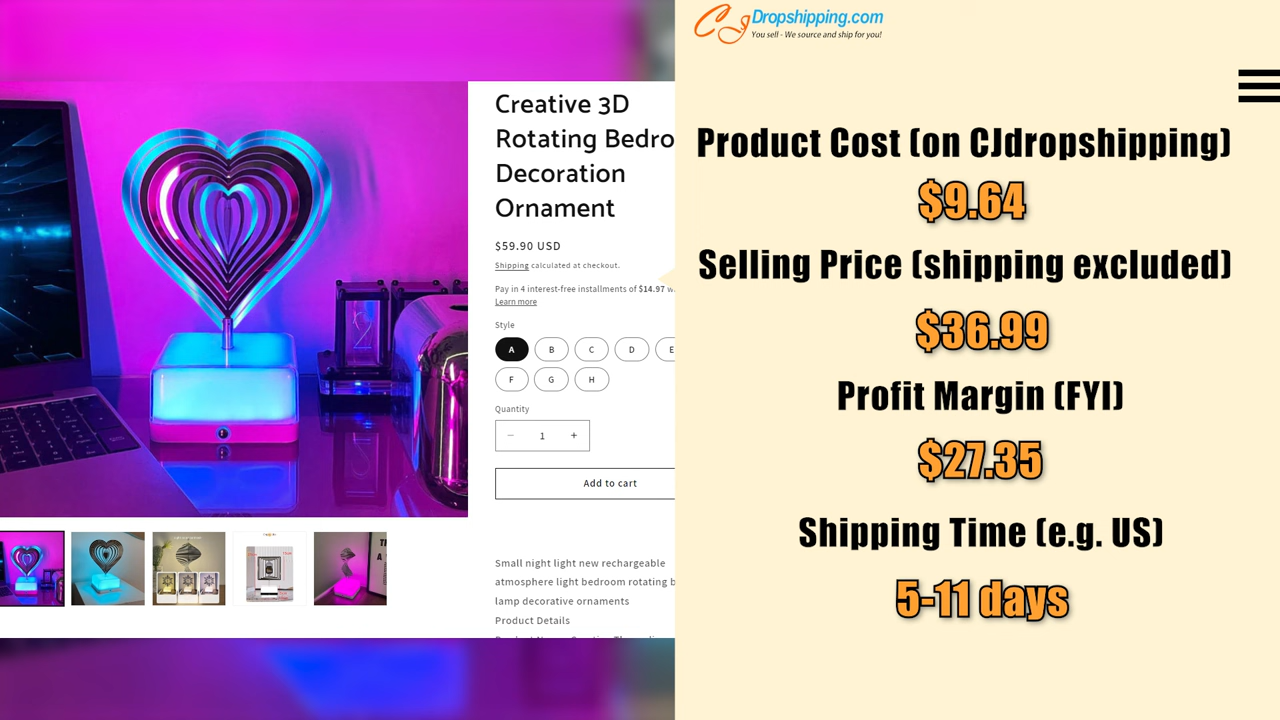 Creative 3D
Rotating Bedro
Decoration
Ornament
$59.90 USD
Shipping calculated at checkout.
Pay in 4 interest-free installments of $14.97 w
Learn more
Style
A B C D E
F G H
Quantity
− 1 +
Add to cart
Small night light new rechargeable
atmosphere light bedroom rotating b
lamp decorative ornaments
Product Details
CJDropshipping.com
You sell - We source and ship for you!
Product Cost (on CJdropshipping)
$9.64
Selling Price (shipping excluded)
$36.99
Profit Margin (FYI)
$27.35
Shipping Time (e.g. US)
5-11 days